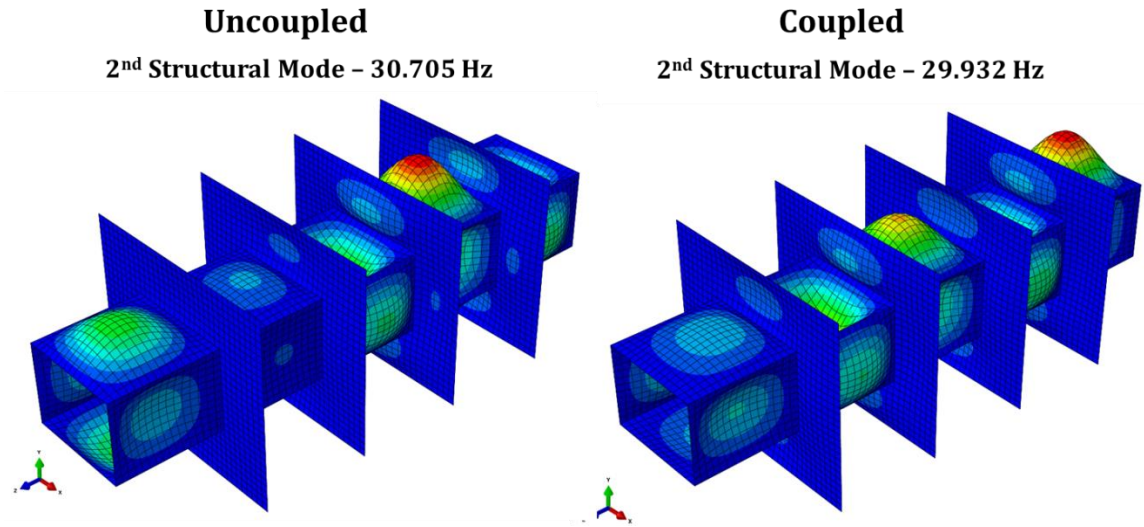 Uncoupled
2nd Structural Mode – 30.705 Hz
Coupled
2nd Structural Mode – 29.932 Hz
Y
Z
X
Y
X